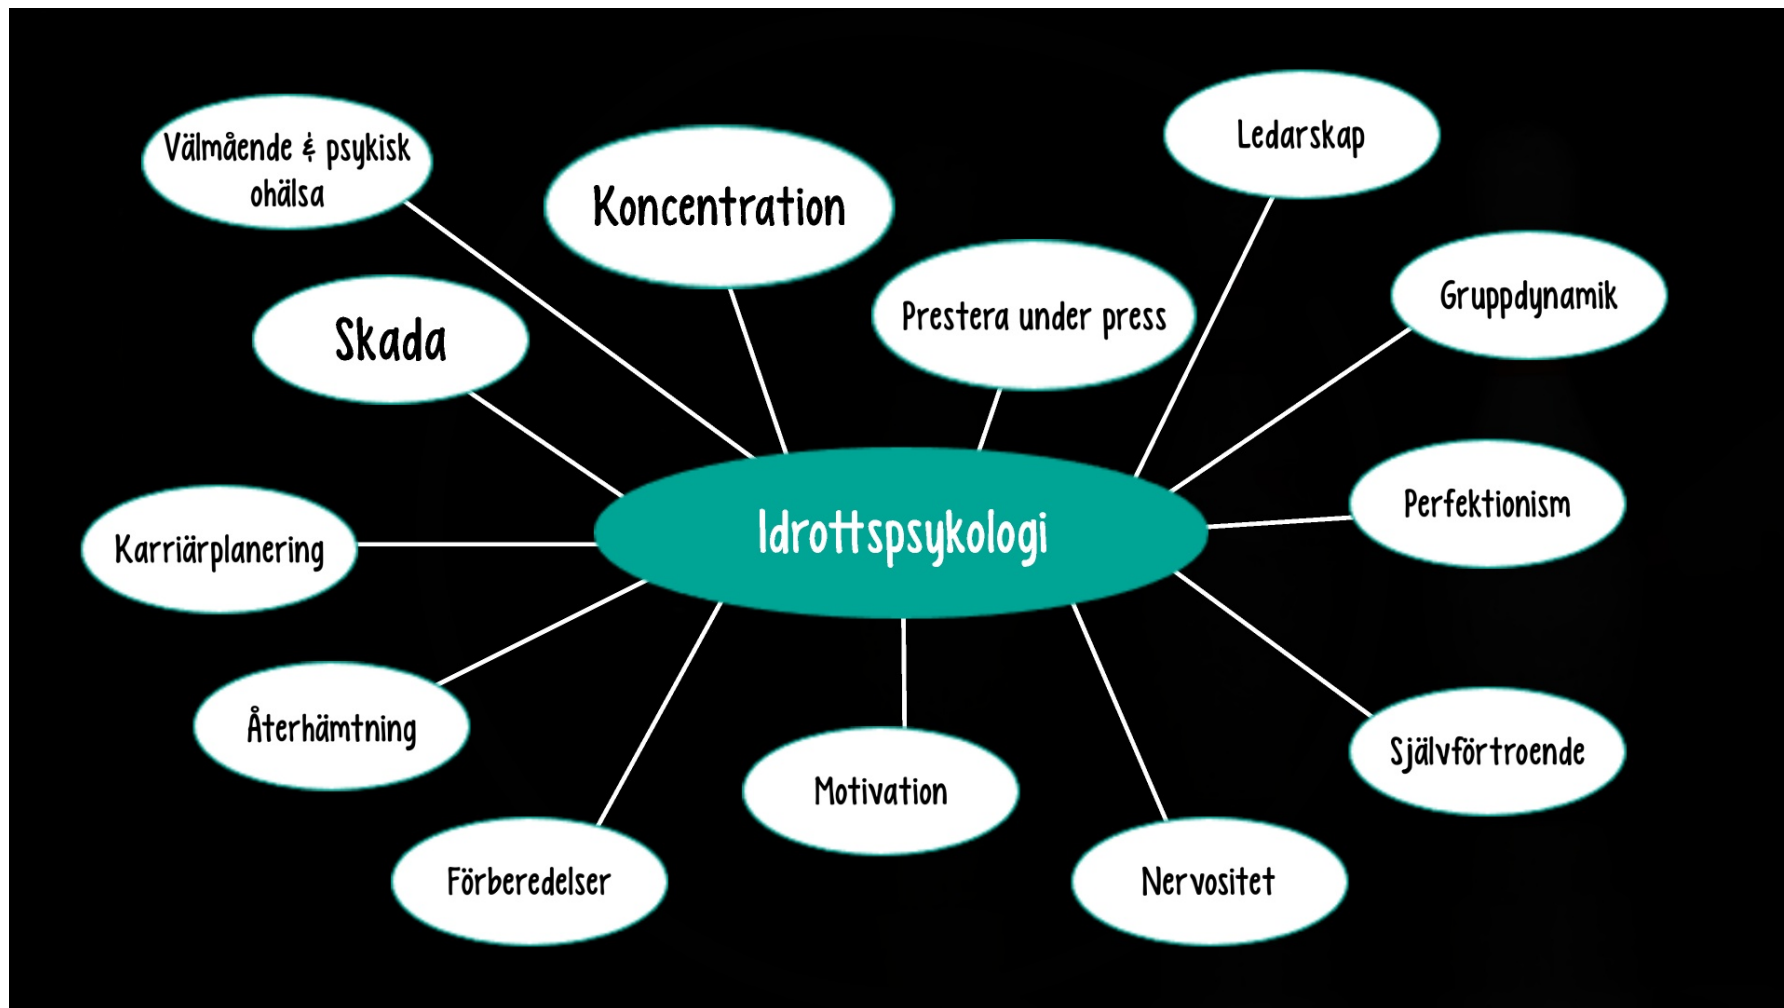 Välmående & psykisk
ohälsa
Koncentration
Ledarskap
Skada
Prestera under press
Gruppdynamik
Karriärplanering
Idrottspsykologi
Perfektionism
Återhämtning
Motivation
Självförtroende
Förberedelser
Nervositet